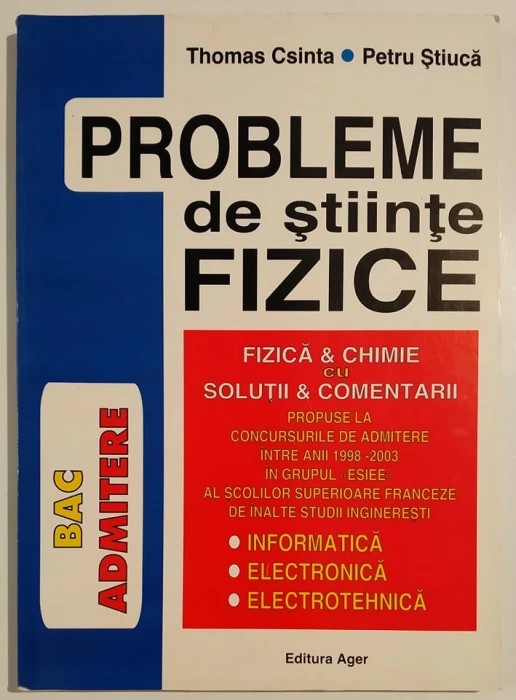 Thomas Csinta • Petru Ştiucă
PROBLEME
de ştiinţe
FIZICE
FIZICĂ & CHIMIE
cu
SOLUŢII & COMENTARII
PROPUSE LA
CONCURSURILE DE ADMITERE
INTRE ANII 1998 -2003
IN GRUPUL «ESIEE»
AL SCOLILOR SUPERIOARE FRANCEZE
DE INALTE STUDII INGINEREŞTI
• INFORMATICĂ
• ELECTRONICĂ
• ELECTROTEHNICĂ
BAC
ADMITERE
Editura Ager